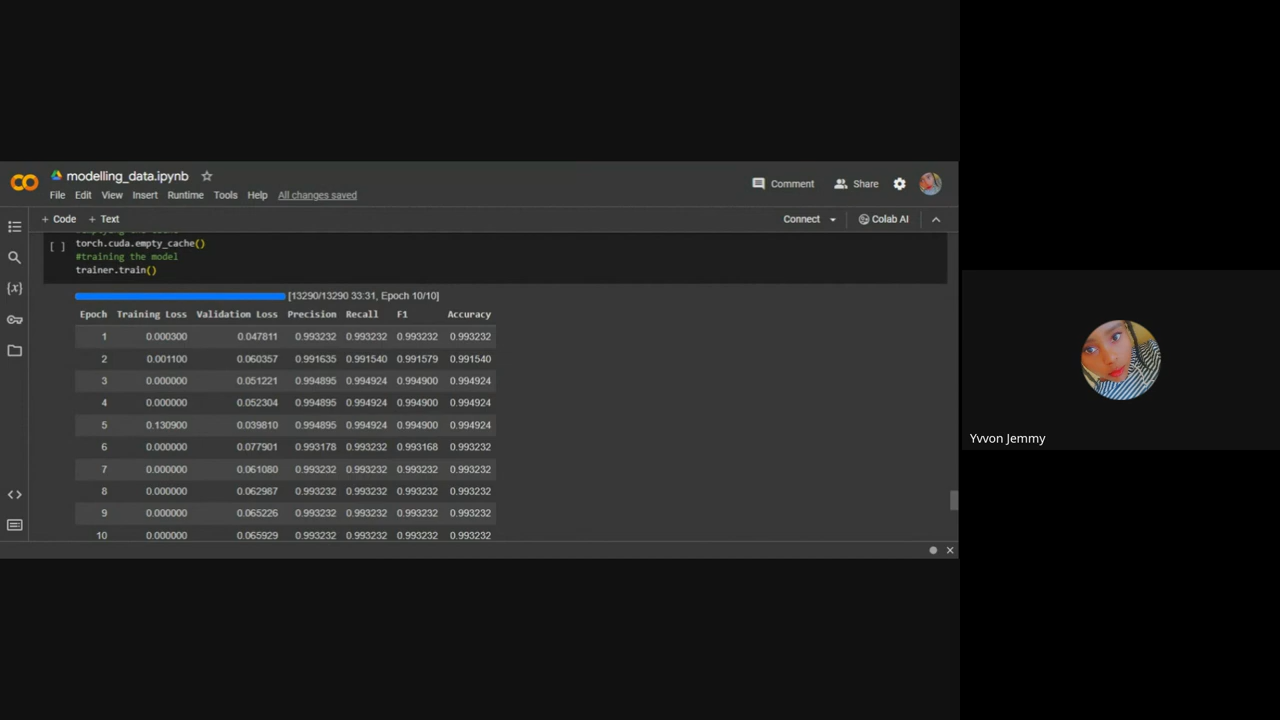 modelling_data.ipynb
File Edit View Insert Runtime Tools Help All changes saved
Comment Share
+ Code + Text
Connect Colab AI
[ ] torch.cuda.empty_cache()
#training the model
trainer.train()
[13290/13290 33:31, Epoch 10/10]
Epoch Training Loss Validation Loss Precision Recall F1 Accuracy
1 0.000300 0.047811 0.993232 0.993232 0.993232 0.993232
2 0.001100 0.060357 0.991635 0.991540 0.991579 0.991540
3 0.000000 0.051221 0.994895 0.994924 0.994900 0.994924
4 0.000000 0.052304 0.994895 0.994924 0.994900 0.994924
5 0.130900 0.039810 0.994895 0.994924 0.994900 0.994924
6 0.000000 0.077901 0.993178 0.993232 0.993168 0.993232
7 0.000000 0.061080 0.993232 0.993232 0.993232 0.993232
8 0.000000 0.062987 0.993232 0.993232 0.993232 0.993232
9 0.000000 0.065226 0.993232 0.993232 0.993232 0.993232
10 0.000000 0.065929 0.993232 0.993232 0.993232 0.993232
Yvvon Jemmy